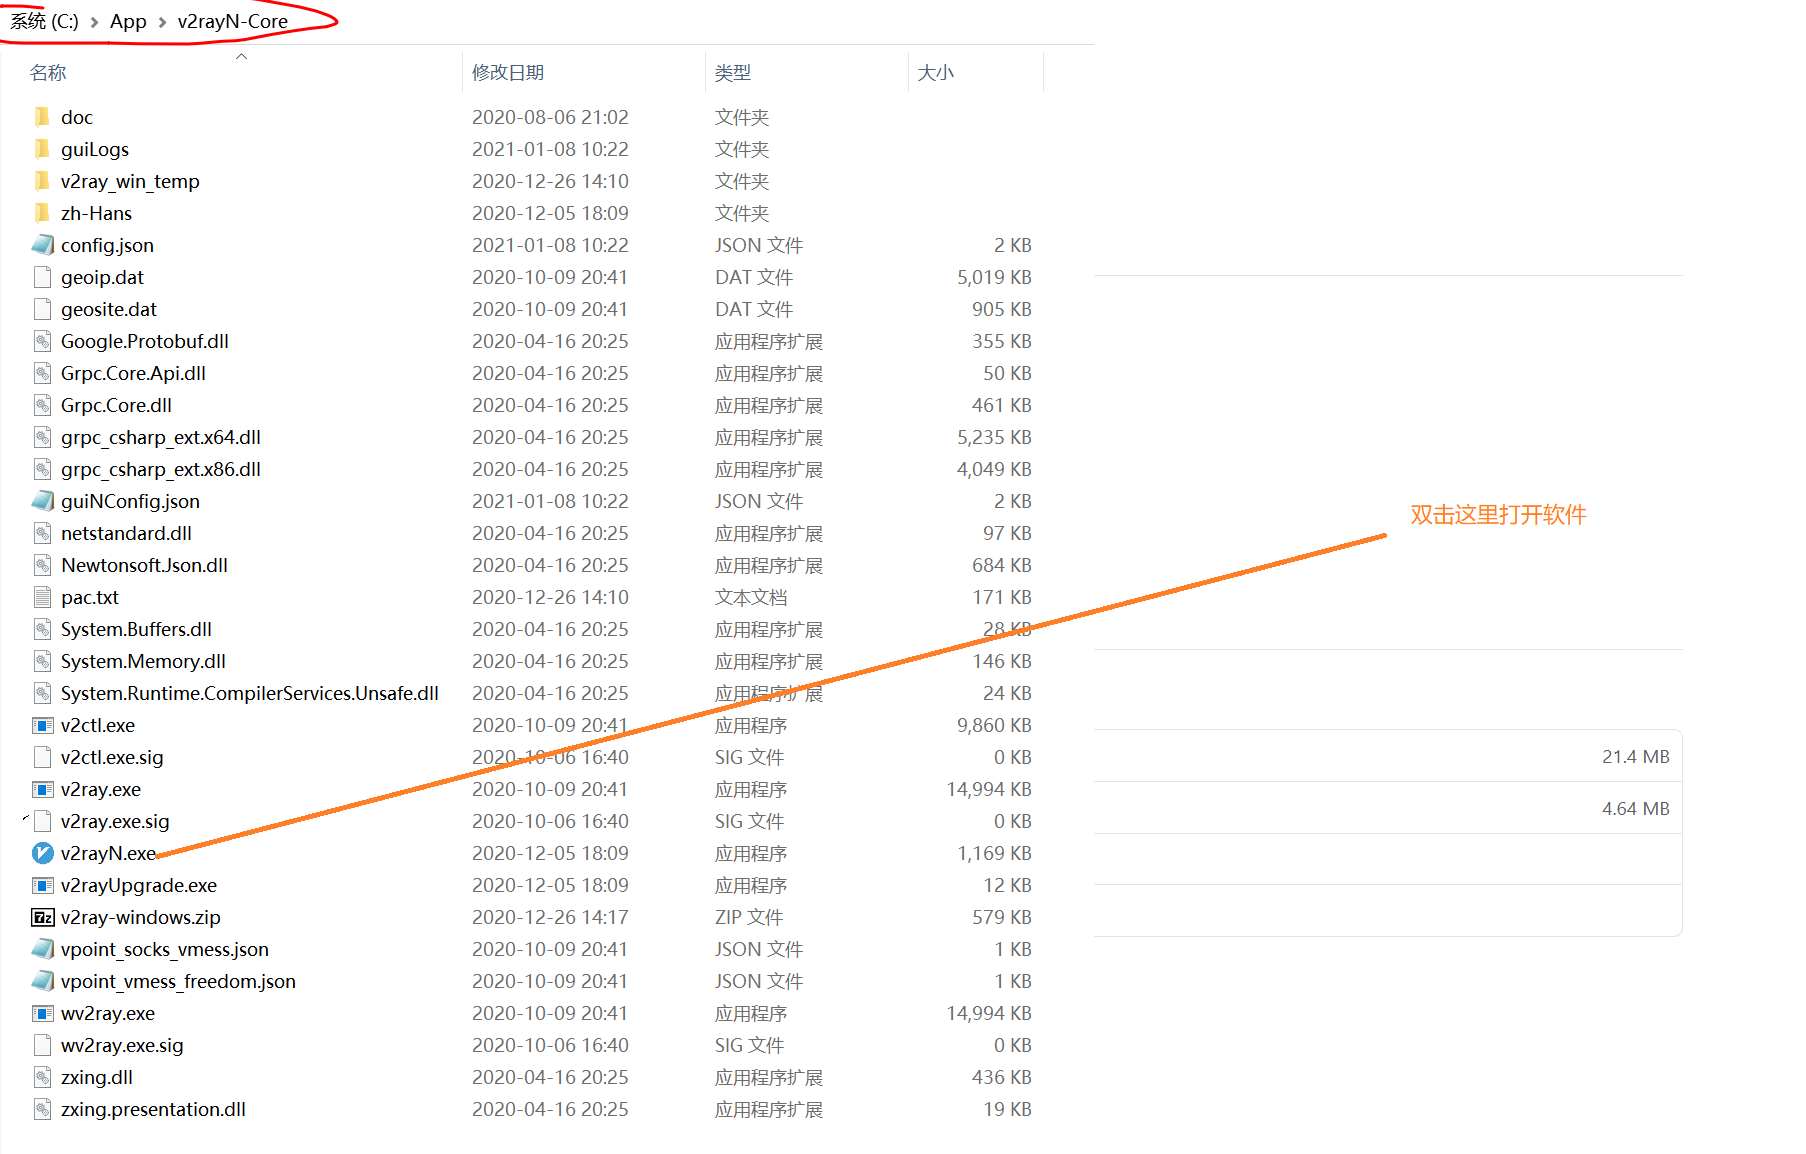 系统 (C:) > App > v2rayN-Core
名称 修改日期 类型 大小
doc 2020-08-06 21:02 文件夹
guiLogs 2021-01-08 10:22 文件夹
v2ray_win_temp 2020-12-26 14:10 文件夹
zh-Hans 2020-12-05 18:09 文件夹
config.json 2021-01-08 10:22 JSON 文件 2 KB
geoip.dat 2020-10-09 20:41 DAT 文件 5,019 KB
geosite.dat 2020-10-09 20:41 DAT 文件 905 KB
Google.Protobuf.dll 2020-04-16 20:25 应用程序扩展 355 KB
Grpc.Core.Api.dll 2020-04-16 20:25 应用程序扩展 50 KB
Grpc.Core.dll 2020-04-16 20:25 应用程序扩展 461 KB
grpc_csharp_ext.x64.dll 2020-04-16 20:25 应用程序扩展 5,235 KB
grpc_csharp_ext.x86.dll 2020-04-16 20:25 应用程序扩展 4,049 KB
guiNConfig.json 2021-01-08 10:22 JSON 文件 2 KB
双击这里打开软件
netstandard.dll 2020-04-16 20:25 应用程序扩展 97 KB
Newtonsoft.Json.dll 2020-04-16 20:25 应用程序扩展 684 KB
pac.txt 2020-12-26 14:10 文本文档 171 KB
System.Buffers.dll 2020-04-16 20:25 应用程序扩展 28 KB
System.Memory.dll 2020-04-16 20:25 应用程序扩展 146 KB
System.Runtime.CompilerServices.Unsafe.dll 2020-04-16 20:25 应用程序扩展 24 KB
v2ctl.exe 2020-10-09 20:41 应用程序 9,860 KB
v2ctl.exe.sig 2020-10-06 16:40 SIG 文件 0 KB 21.4 MB
v2ray.exe 2020-10-09 20:41 应用程序 14,994 KB
4.64 MB
v2ray.exe.sig 2020-10-06 16:40 SIG 文件 0 KB
v2rayN.exe 2020-12-05 18:09 应用程序 1,169 KB
v2rayUpgrade.exe 2020-12-05 18:09 应用程序 12 KB
v2ray-windows.zip 2020-12-26 14:17 ZIP 文件 579 KB
vpoint_socks_vmess.json 2020-10-09 20:41 JSON 文件 1 KB
vpoint_vmess_freedom.json 2020-10-09 20:41 JSON 文件 1 KB
wv2ray.exe 2020-10-09 20:41 应用程序 14,994 KB
wv2ray.exe.sig 2020-10-06 16:40 SIG 文件 0 KB
zxing.dll 2020-04-16 20:25 应用程序扩展 436 KB
zxing.presentation.dll 2020-04-16 20:25 应用程序扩展 19 KB